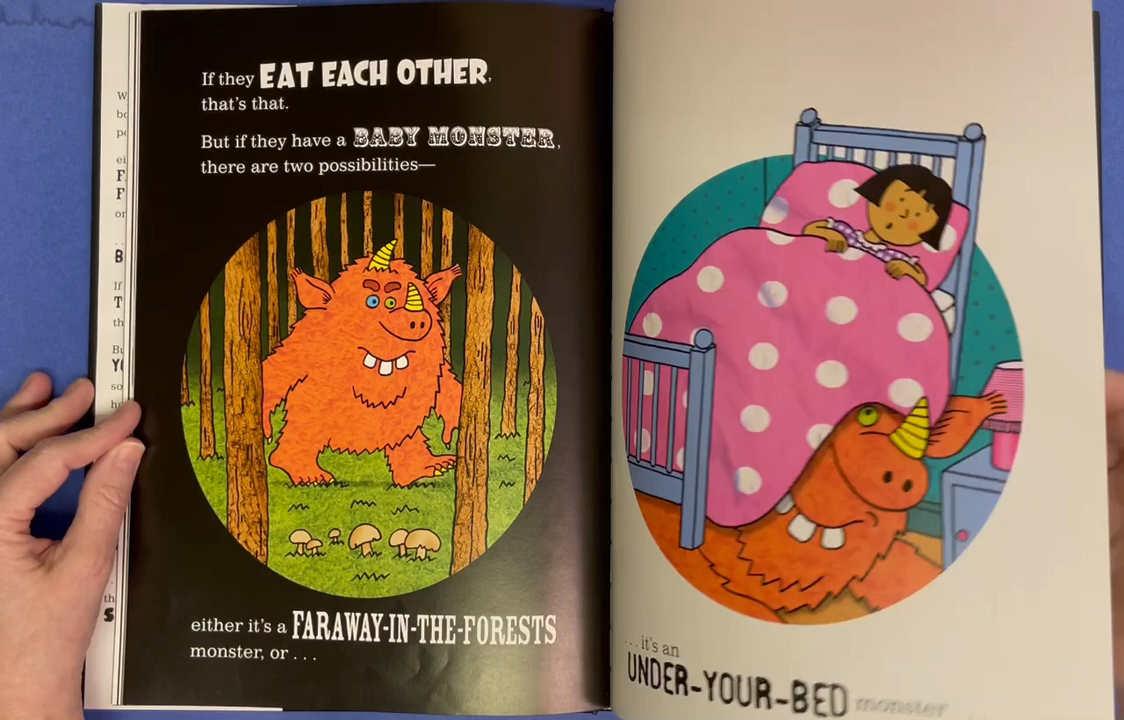 If they EAT EACH OTHER,
that's that.
But if they have a BABY MONSTER,
there are two possibilities—
either it's a FARAWAY-IN-THE-FORESTS
monster, or . . .
. . . it's an
UNDER-YOUR-BED monster